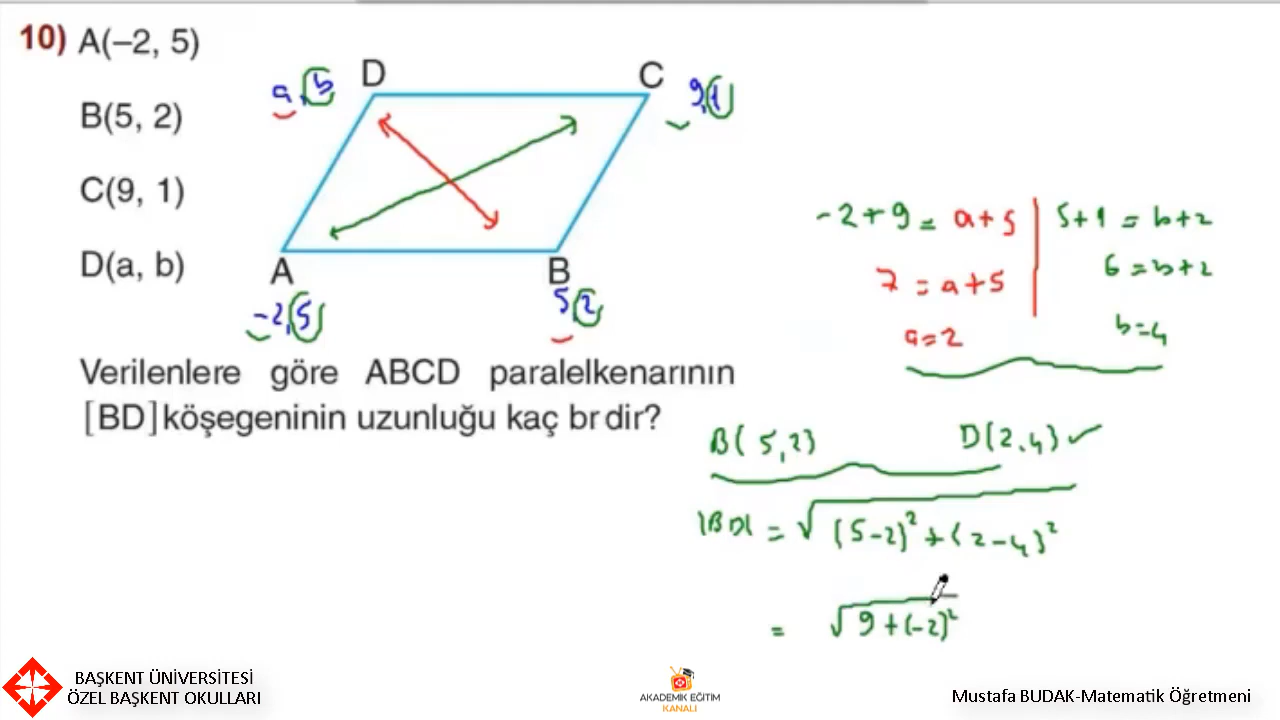 10) A(–2, 5)
B(5, 2)
C(9, 1)
D(a, b)
D
C
a, b
9, 1
A
B
-2, 5
5, 2
-2+9 = a+5
7 = a+5
a=2
5+1 = b+2
6 = b+2
b=4
Verilenlere göre ABCD paralelkenarının
[BD] köşegeninin uzunluğu kaç br dir?
B(5,2) D(2,4) ✓
|BD| = √(5-2)² + (2-4)²
= √9+(-2)²
BAŞKENT ÜNİVERSİTESİ
ÖZEL BAŞKENT OKULLARI
AKADEMİK EĞİTİM
KANALI
Mustafa BUDAK-Matematik Öğretmeni